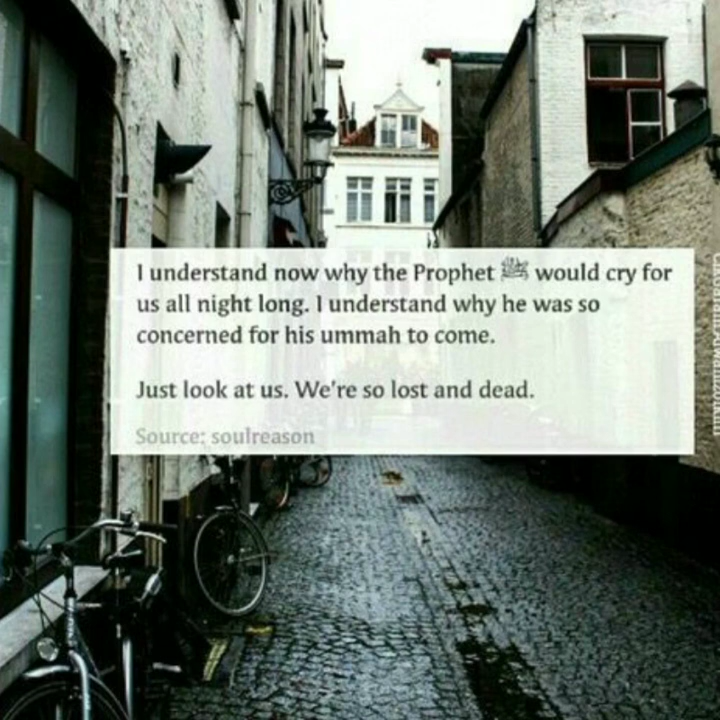 I understand now why the Prophet ﷺ would cry for
us all night long. I understand why he was so
concerned for his ummah to come.
Just look at us. We're so lost and dead.
Source: soulreason